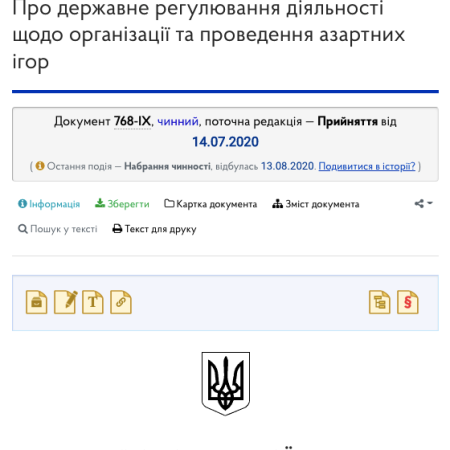 Про державне регулювання діяльності
щодо організації та проведення азартних
ігор
Документ 768-IX, чинний, поточна редакція — Прийняття від
14.07.2020
( Остання подія — Набрання чинності, відбулась 13.08.2020. Подивитися в історії? )
Інформація Зберегти Картка документа Зміст документа
Пошук у тексті Текст для друку